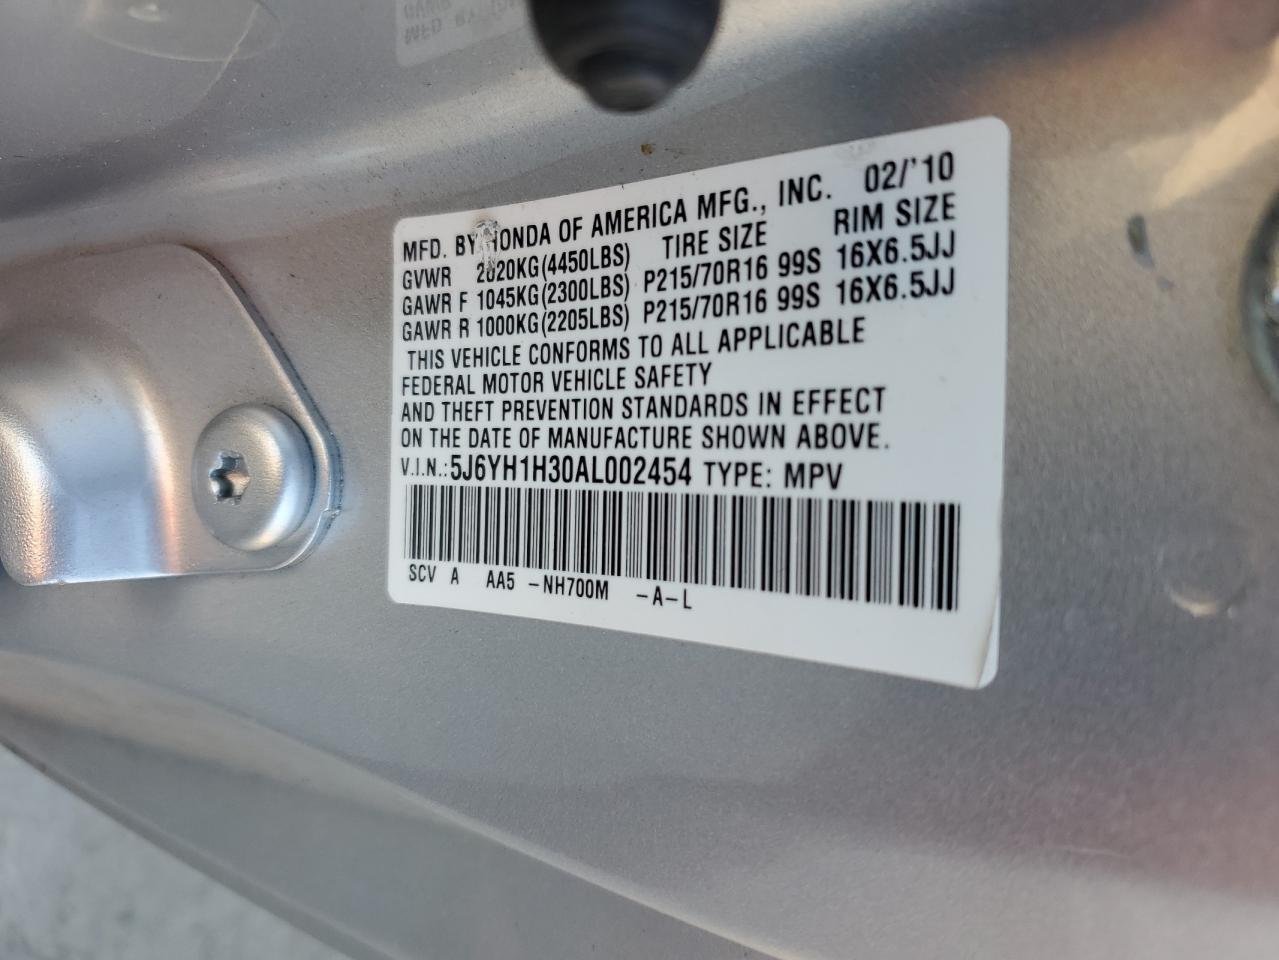 MFD. BY HONDA OF AMERICA MFG., INC. 02/'10
GVWR 2020KG(4450LBS) TIRE SIZE RIM SIZE
GAWR F 1045KG(2300LBS) P215/70R16 99S 16X6.5JJ
GAWR R 1000KG(2205LBS) P215/70R16 99S 16X6.5JJ
THIS VEHICLE CONFORMS TO ALL APPLICABLE
FEDERAL MOTOR VEHICLE SAFETY
AND THEFT PREVENTION STANDARDS IN EFFECT
ON THE DATE OF MANUFACTURE SHOWN ABOVE.
V.I.N.: 5J6YH1H30AL002454 TYPE: MPV
SCV A AA5 -NH700M -A-L